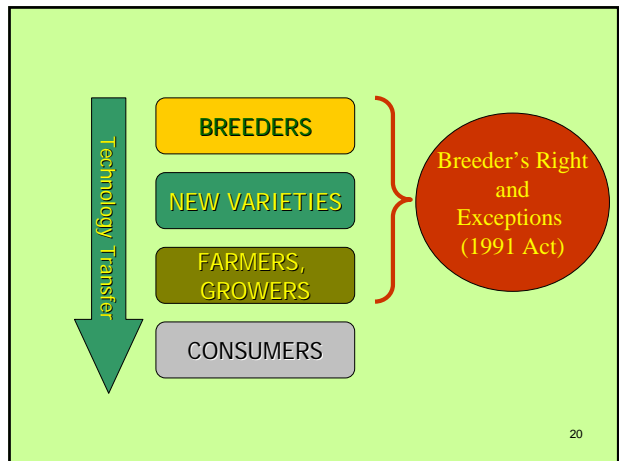 Technology Transfer
BREEDERS
NEW VARIETIES
FARMERS,
GROWERS
CONSUMERS
Breeder's Right
and
Exceptions
(1991 Act)
20